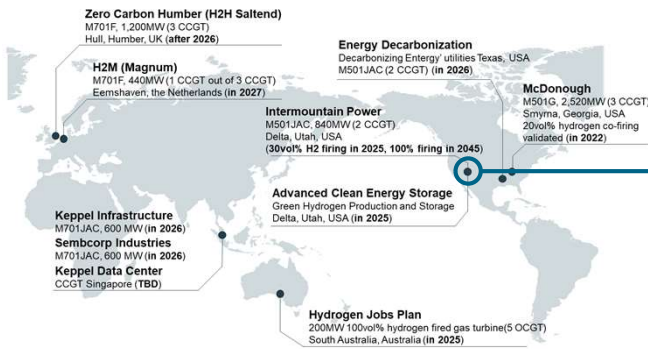 Zero Carbon Humber (H2H Saltend)
M701F, 1,200MW (3 CCGT)
Hull, Humber, UK (after 2026)
H2M (Magnum)
M701F, 440MW (1 CCGT out of 3 CCGT)
Eemshaven, the Netherlands (in 2027)
Energy Decarbonization
Decarbonizing Energy' utilities Texas, USA
M501JAC (2 CCGT) (in 2026)
McDonough
M501G, 2,520MW (3 CCGT)
Smyrna, Georgia, USA
20vol% hydrogen co-firing
validated (in 2022)
Intermountain Power
M501JAC, 840MW (2 CCGT)
Delta, Utah, USA
(30vol% H2 firing in 2025, 100% firing in 2045)
Advanced Clean Energy Storage
Green Hydrogen Production and Storage
Delta, Utah, USA (in 2025)
Keppel Infrastructure
M701JAC, 600 MW (in 2026)
Sembcorp Industries
M701JAC, 600 MW (in 2026)
Keppel Data Center
CCGT Singapore (TBD)
Hydrogen Jobs Plan
200MW 100vol% hydrogen fired gas turbine(5 OCGT)
South Australia, Australia (in 2025)